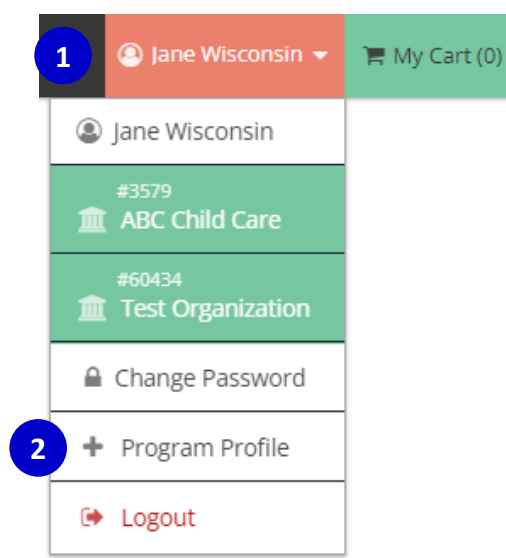 1 Jane Wisconsin My Cart (0)
Jane Wisconsin
#3579
ABC Child Care
#60434
Test Organization
Change Password
2 Program Profile
Logout